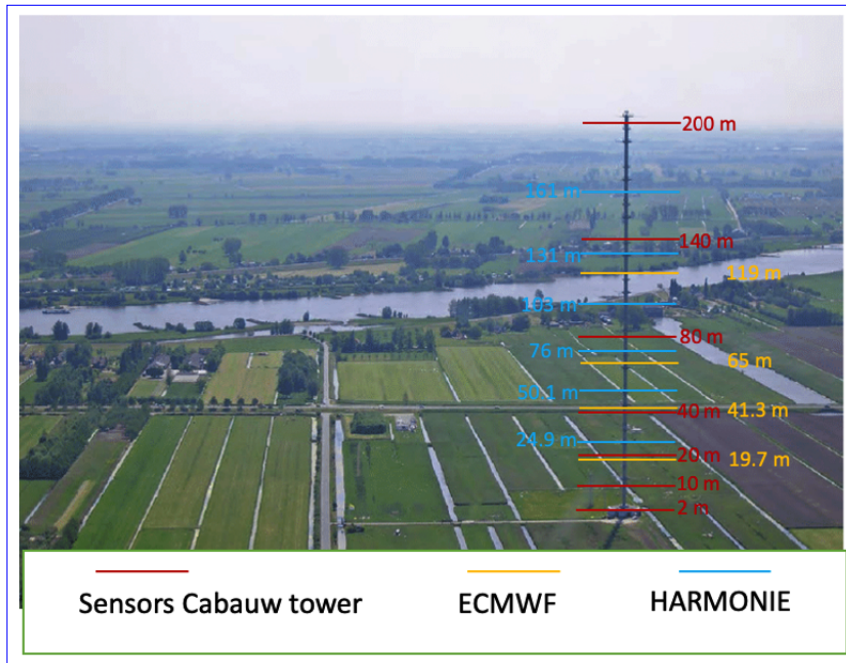 200 m
161 m
140 m
131 m
119 m
103 m
80 m
76 m
65 m
50.1 m
41.3 m
40 m
24.9 m
20 m
19.7 m
10 m
2 m
Sensors Cabauw tower ECMWF HARMONIE